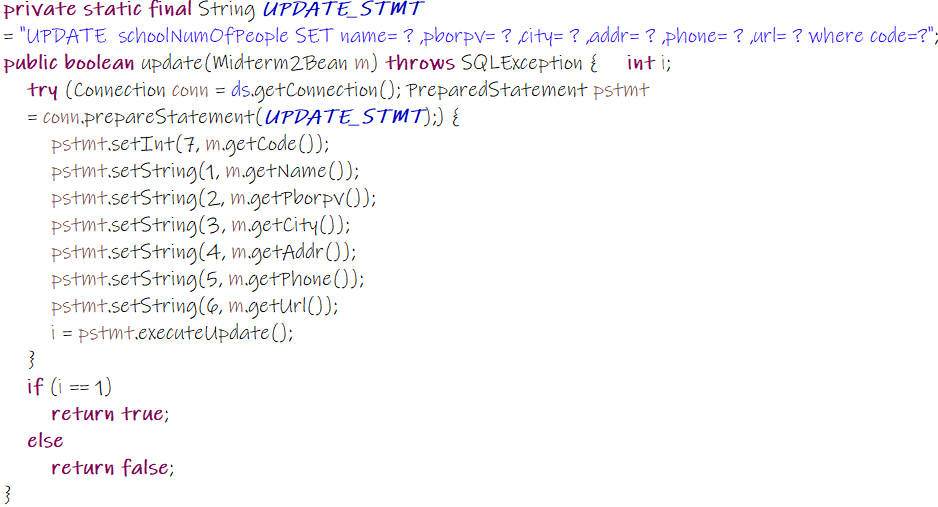 private static final String UPDATE_STMT
= "UPDATE  schoolNumOfPeople SET name= ? ,pborpv= ? ,city= ? ,addr= ? ,phone= ? ,url= ? where code=?";
public boolean update(Midterm2Bean m) throws SQLException {    int i;
try (Connection conn = ds.getConnection(); PreparedStatement pstmt
= conn.prepareStatement(UPDATE_STMT);) {
pstmt.setInt(7, m.getCode());
pstmt.setString(1, m.getName());
pstmt.setString(2, m.getPborpv());
pstmt.setString(3, m.getCity());
pstmt.setString(4, m.getAddr());
pstmt.setString(5, m.getPhone());
pstmt.setString(6, m.getUrl());
i = pstmt.executeUpdate();
}
if (i == 1)
return true;
else
return false;
}